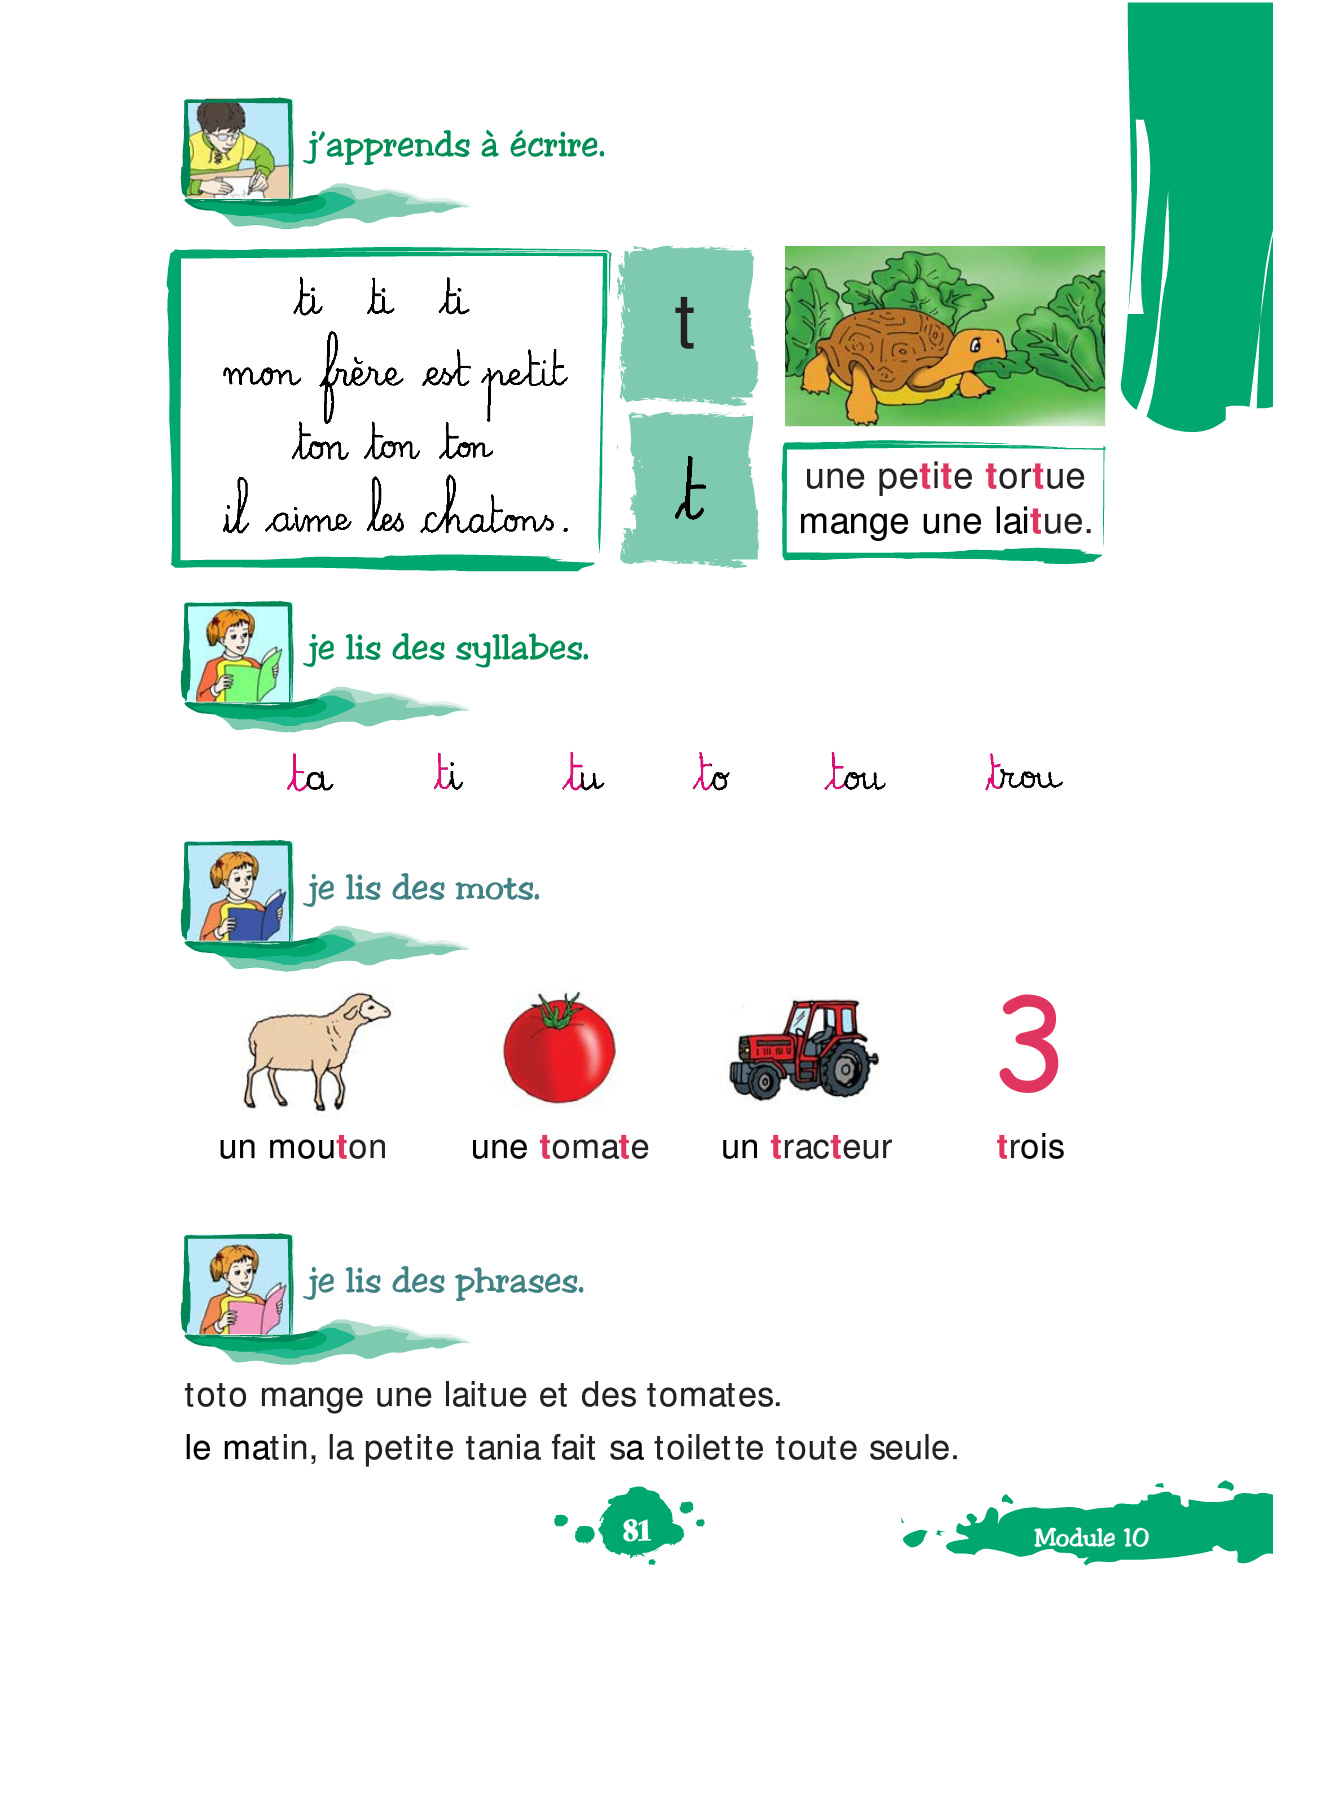 j'apprends à écrire.
ti ti ti
mon frère est petit
ton ton ton
il aime les chatons.
t
t
une petite tortue
mange une laitue.
je lis des syllabes.
ta ti tu to tou trou
je lis des mots.
3
un mouton une tomate un tracteur trois
je lis des phrases.
toto mange une laitue et des tomates.
le matin, la petite tania fait sa toilette toute seule.
81
Module 10